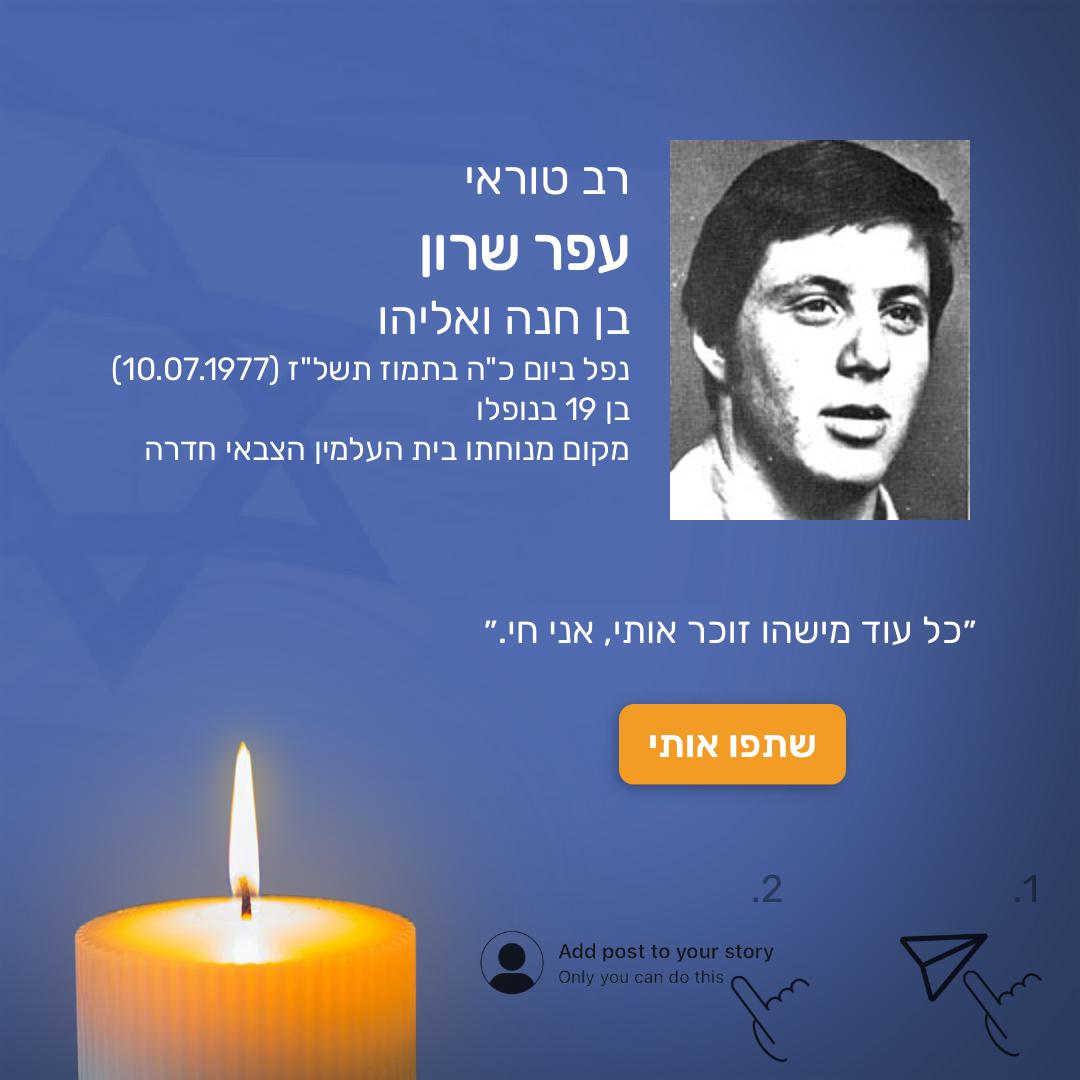 רב טוראי
עפר שרון
בן חנה ואליהו
נפל ביום כ"ה בתמוז תשל"ז (10.07.1977)
בן 19 בנופלו
מקום מנוחתו בית העלמין הצבאי חדרה
״כל עוד מישהו זוכר אותי, אני חי.״
שתפו אותי
1.
2.
Add post to your story
Only you can do this